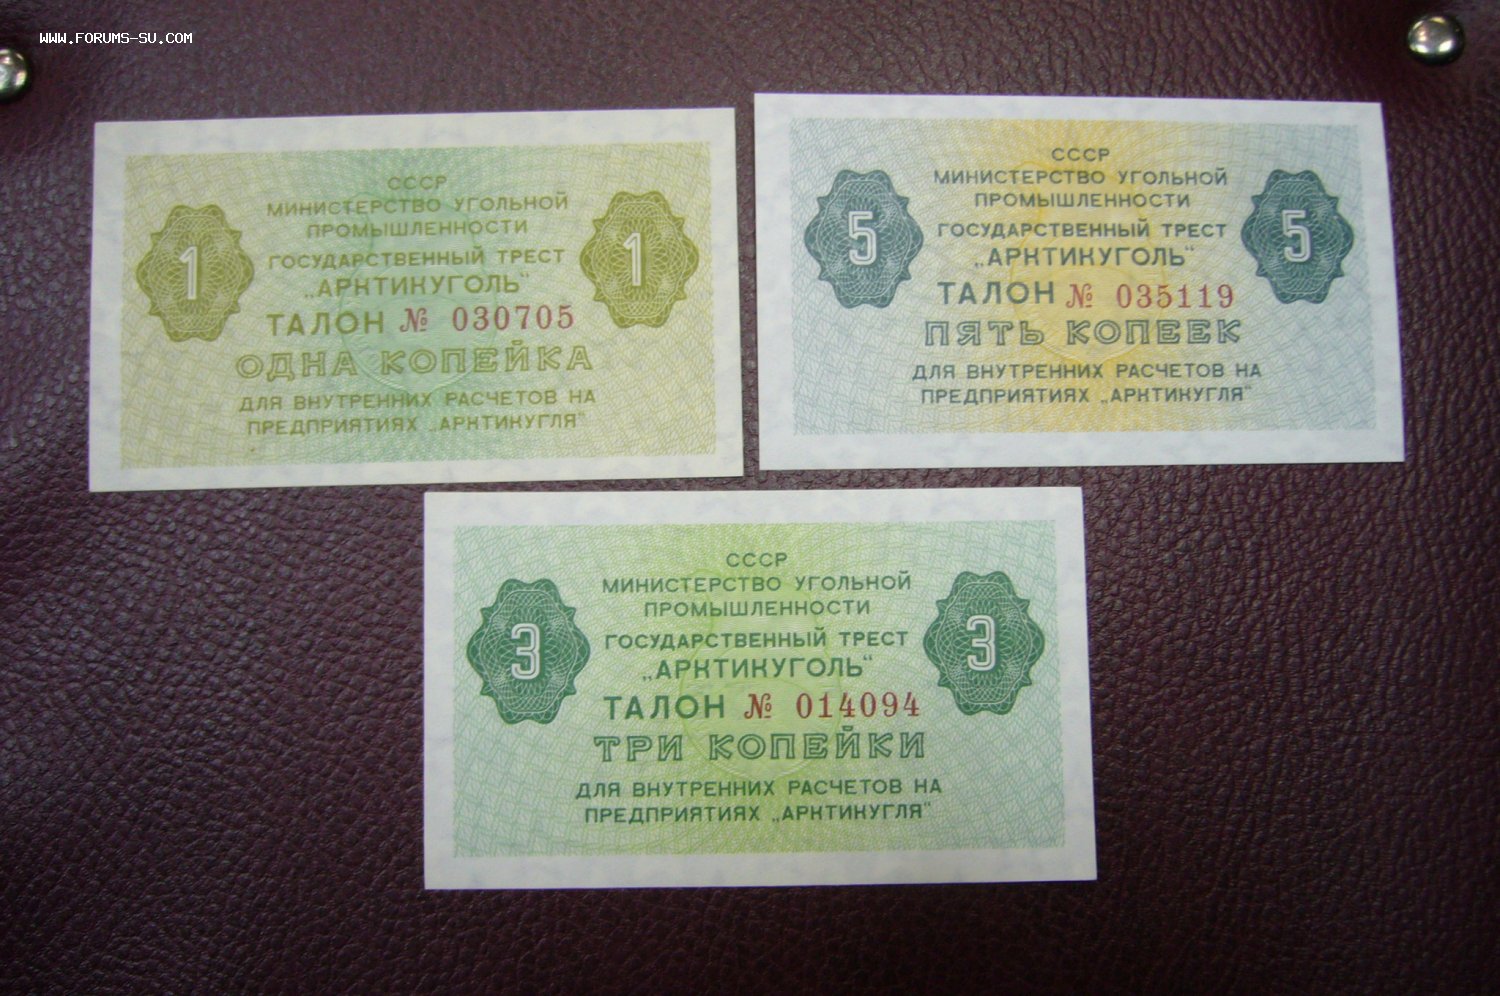 WWW.FORUMS-SU.COM
СССР
МИНИСТЕРСТВО УГОЛЬНОЙ
ПРОМЫШЛЕННОСТИ
ГОСУДАРСТВЕННЫЙ ТРЕСТ
„АРКТИКУГОЛЬ“
1 1
ТАЛОН № 030705
ОДНА КОПЕЙКА
ДЛЯ ВНУТРЕННИХ РАСЧЕТОВ НА
ПРЕДПРИЯТИЯХ „АРКТИКУГЛЯ“
СССР
МИНИСТЕРСТВО УГОЛЬНОЙ
ПРОМЫШЛЕННОСТИ
5 5
ГОСУДАРСТВЕННЫЙ ТРЕСТ
„АРКТИКУГОЛЬ“
ТАЛОН № 035119
ПЯТЬ КОПЕЕК
ДЛЯ ВНУТРЕННИХ РАСЧЕТОВ НА
ПРЕДПРИЯТИЯХ „АРКТИКУГЛЯ“
СССР
МИНИСТЕРСТВО УГОЛЬНОЙ
ПРОМЫШЛЕННОСТИ
ГОСУДАРСТВЕННЫЙ ТРЕСТ
3 3
„АРКТИКУГОЛЬ“
ТАЛОН № 014094
ТРИ КОПЕЙКИ
ДЛЯ ВНУТРЕННИХ РАСЧЕТОВ НА
ПРЕДПРИЯТИЯХ „АРКТИКУГЛЯ“